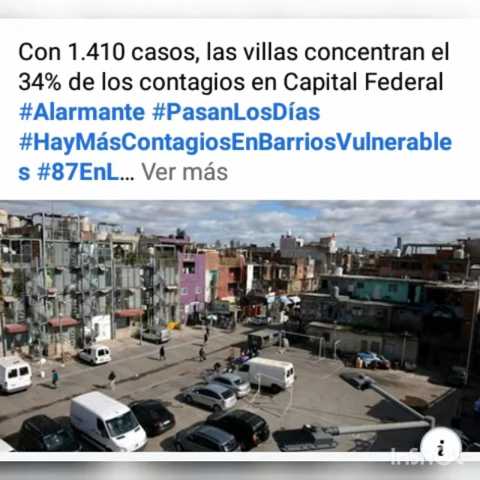 Con 1.410 casos, las villas concentran el
34% de los contagios en Capital Federal
#Alarmante #PasanLosDías
#HayMásContagiosEnBarriosVulnerable
s #87EnL... Ver más
i
InShOt